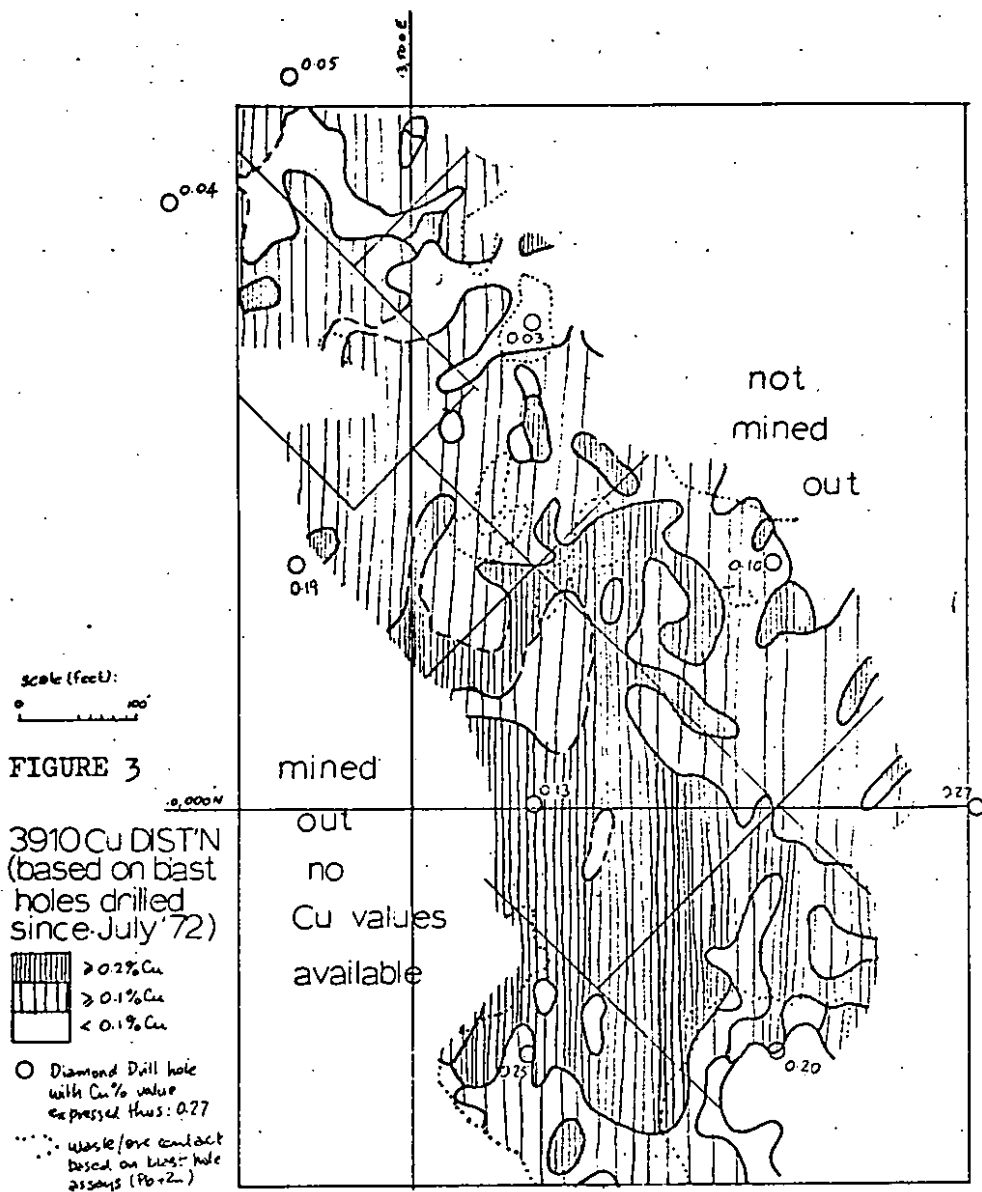 0.05
0.04
13,500E
0.03
not
mined
out
0.19
0.10
scale (feet):
0 100'
FIGURE 3
mined
out
no
Cu values
available
0.13
0.27
3910 Cu DIST'N
(based on bast
holes drilled
since July '72)
≥ 0.2% Cu
≥ 0.1% Cu
< 0.1% Cu
Diamond Drill hole
with Cu% value
expressed thus: 0.27
waste/ore contact
based on blast hole
assays (Pb+Zn)
0.25
0.20